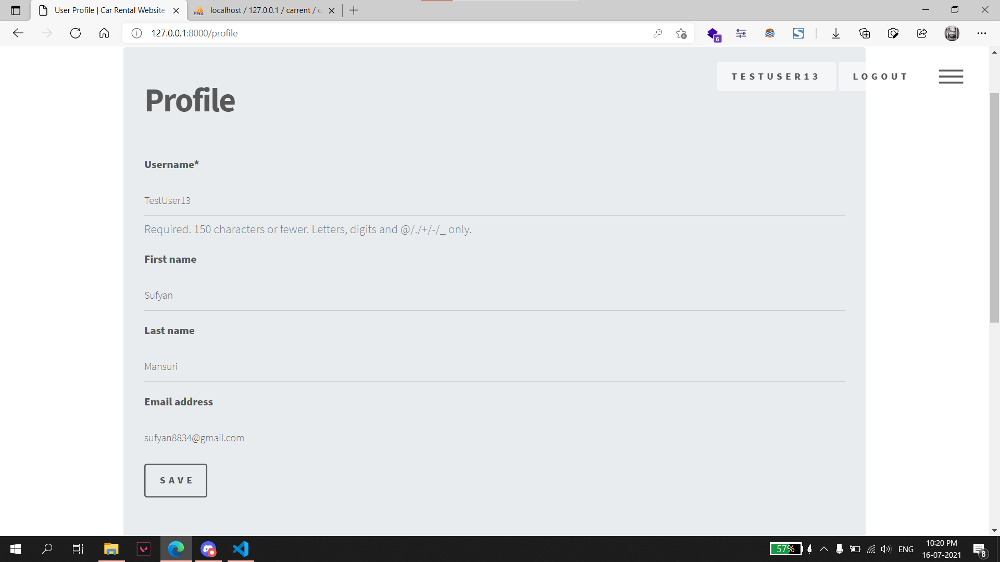 User Profile | Car Rental Website
localhost / 127.0.0.1 / carrent /
127.0.0.1:8000/profile
6
TESTUSER13
LOGOUT
Profile
Username*
TestUser13
Required. 150 characters or fewer. Letters, digits and @/./+/-/_ only.
First name
Sufyan
Last name
Mansuri
Email address
sufyan8834@gmail.com
SAVE
57%
ENG
10:20 PM
16-07-2021
8